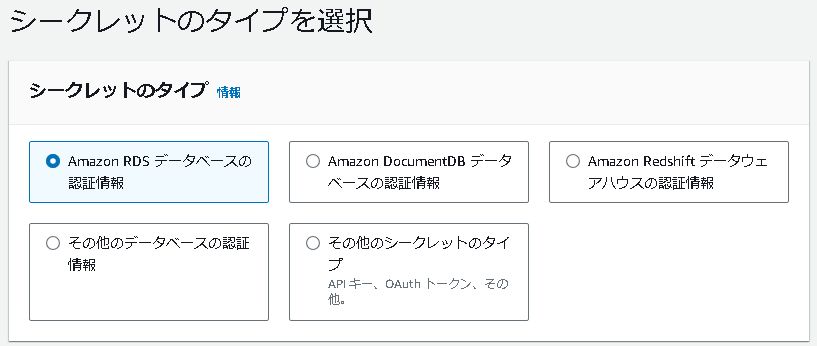 シークレットのタイプを選択
シークレットのタイプ 情報
Amazon RDS データベースの
認証情報
Amazon DocumentDB データ
ベースの認証情報
Amazon Redshift データウェ
アハウスの認証情報
その他のデータベースの認証
情報
その他のシークレットのタイ
プ
API キー、OAuth トークン、その
他。